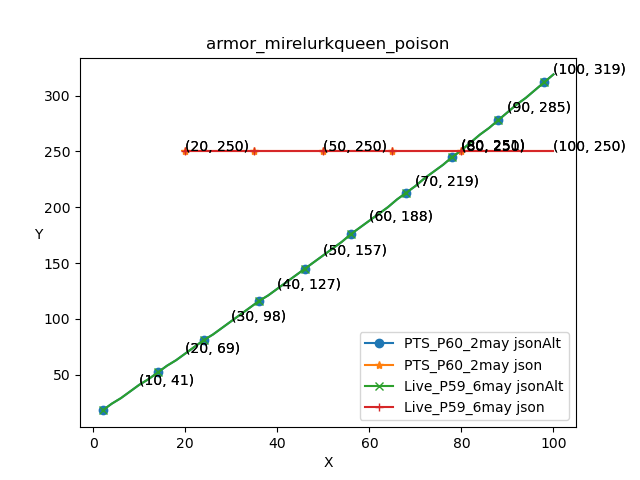 armor_mirelurkqueen_poison
(100, 319)
300
(90, 285)
250
(20, 250)
(50, 250)
(80, 251)
(100, 250)
(70, 219)
200
(60, 188)
Y
(50, 157)
150
(40, 127)
(30, 98)
100
(20, 69)
(10, 41)
50
PTS_P60_2may jsonAlt
PTS_P60_2may json
Live_P59_6may jsonAlt
Live_P59_6may json
0 20 40 60 80 100
X